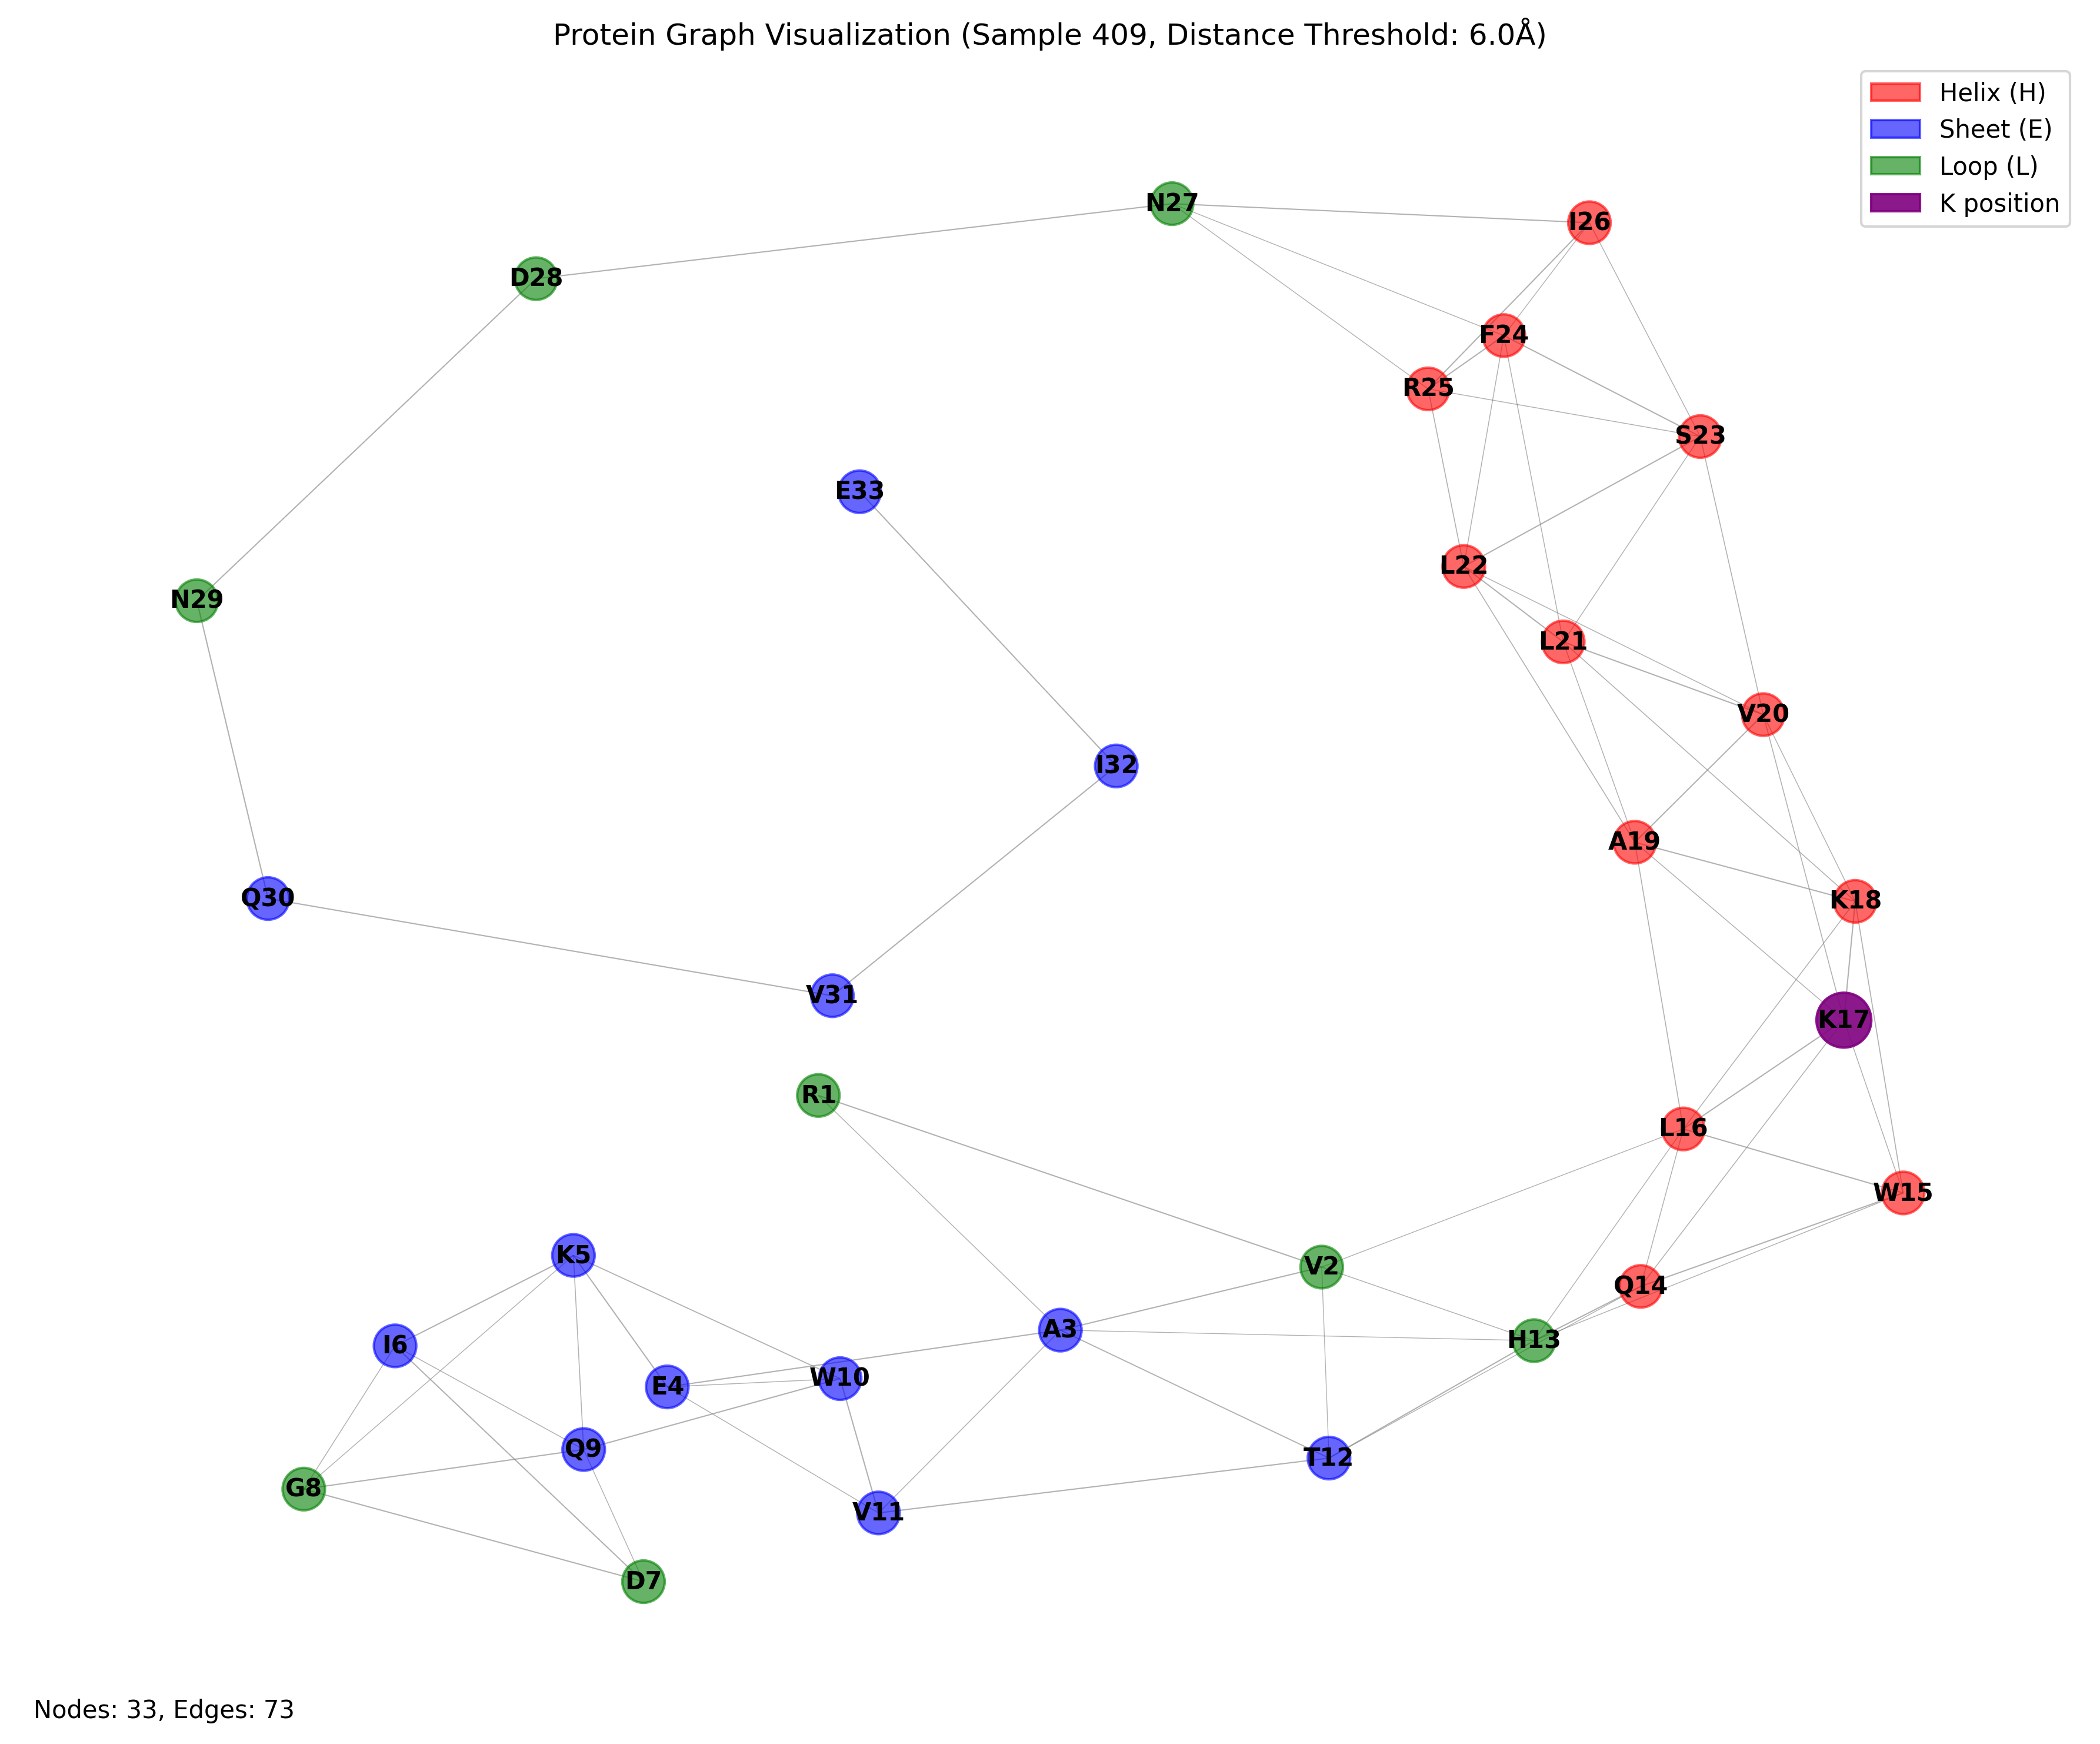 Protein Graph Visualization (Sample 409, Distance Threshold: 6.0Å)
Helix (H)
Sheet (E)
Loop (L)
K position
N27
I26
D28
F24
R25
S23
E33
L22
N29
L21
V20
I32
A19
Q30
K18
V31
K17
R1
L16
W15
K5
V2
Q14
A3
H13
I6
W10
E4
Q9
T12
G8
V11
D7
Nodes: 33, Edges: 73